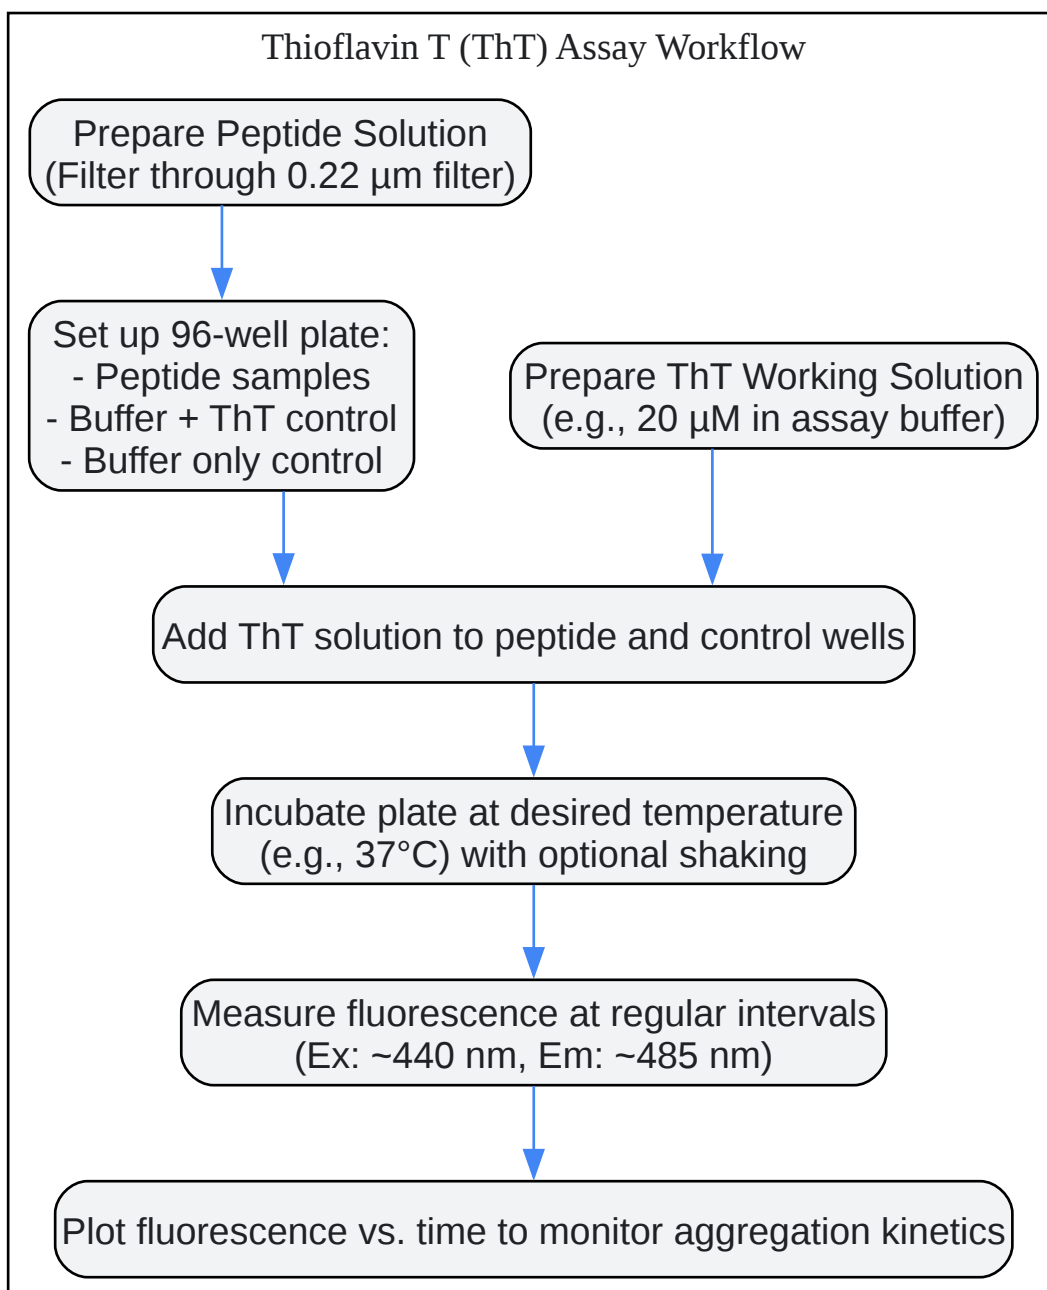 Thioflavin T (ThT) Assay Workflow
Prepare Peptide Solution
(Filter through 0.22 µm filter)
Set up 96-well plate:
- Peptide samples
- Buffer + ThT control
- Buffer only control
Prepare ThT Working Solution
(e.g., 20 µM in assay buffer)
Add ThT solution to peptide and control wells
Incubate plate at desired temperature
(e.g., 37°C) with optional shaking
Measure fluorescence at regular intervals
(Ex: ~440 nm, Em: ~485 nm)
Plot fluorescence vs. time to monitor aggregation kinetics